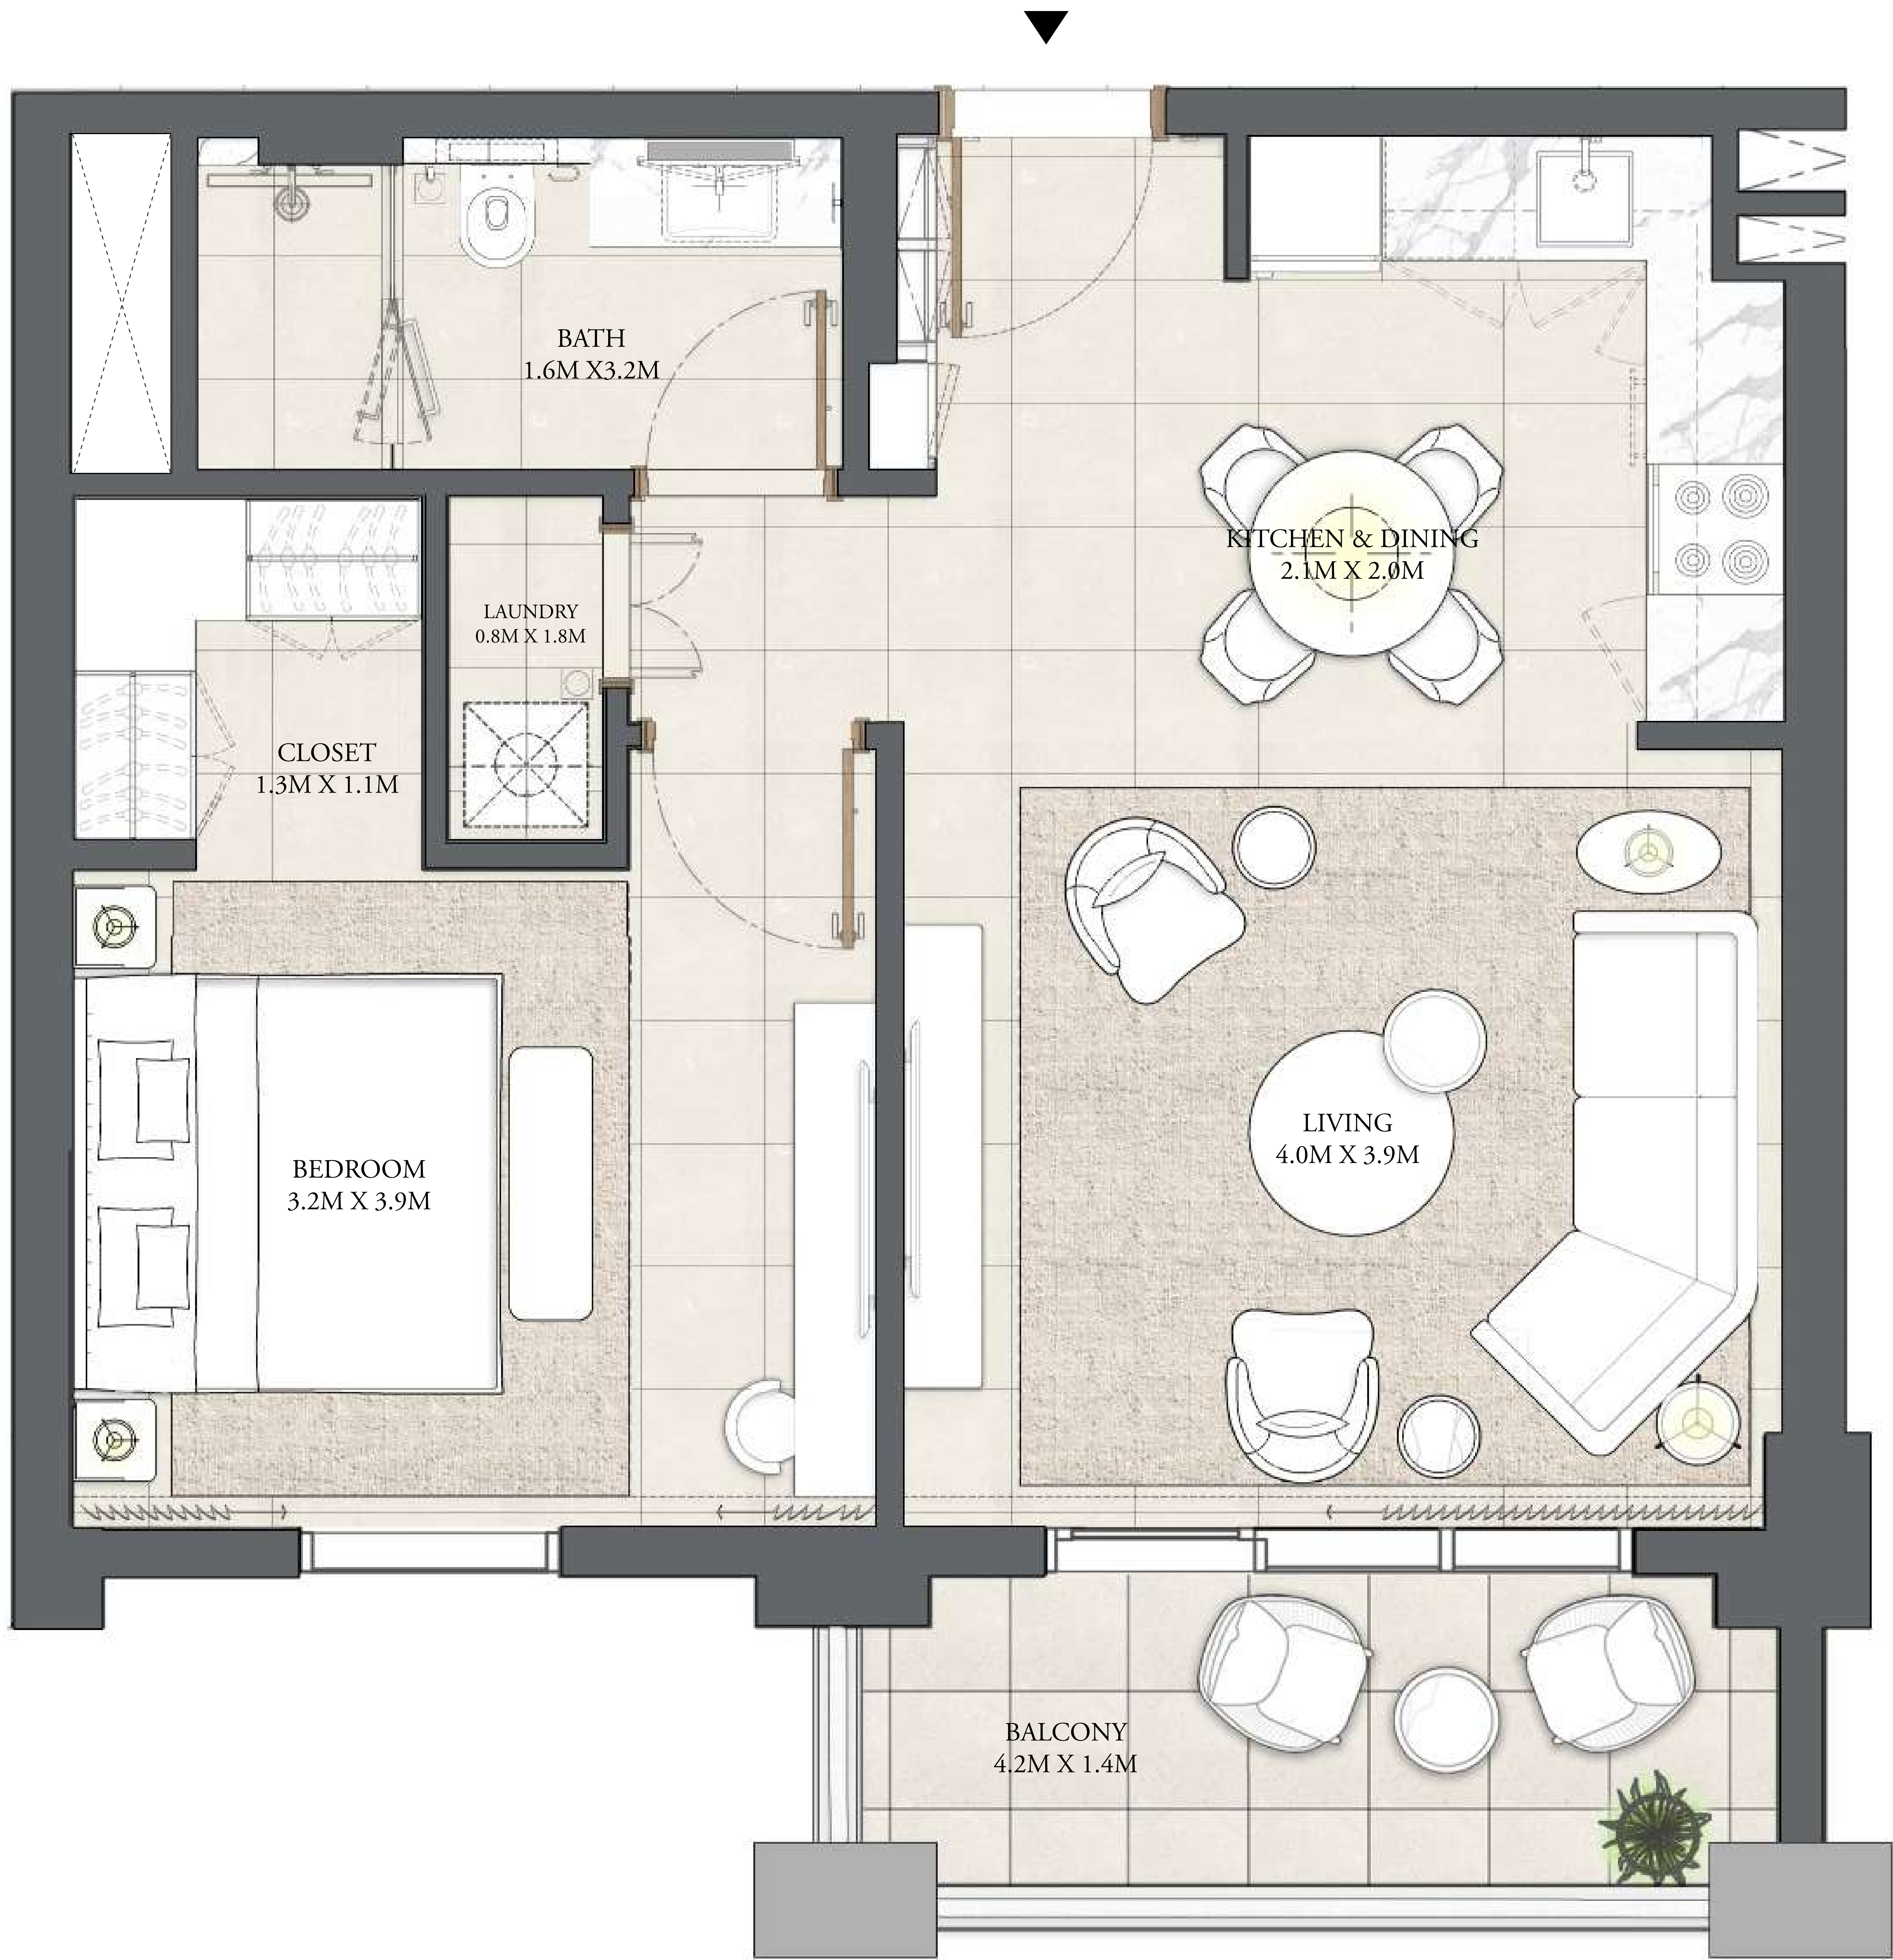 BATH
1.6M X3.2M
KITCHEN & DINING
2.1M X 2.0M
LAUNDRY
0.8M X 1.8M
CLOSET
1.3M X 1.1M
LIVING
4.0M X 3.9M
BEDROOM
3.2M X 3.9M
BALCONY
4.2M X 1.4M